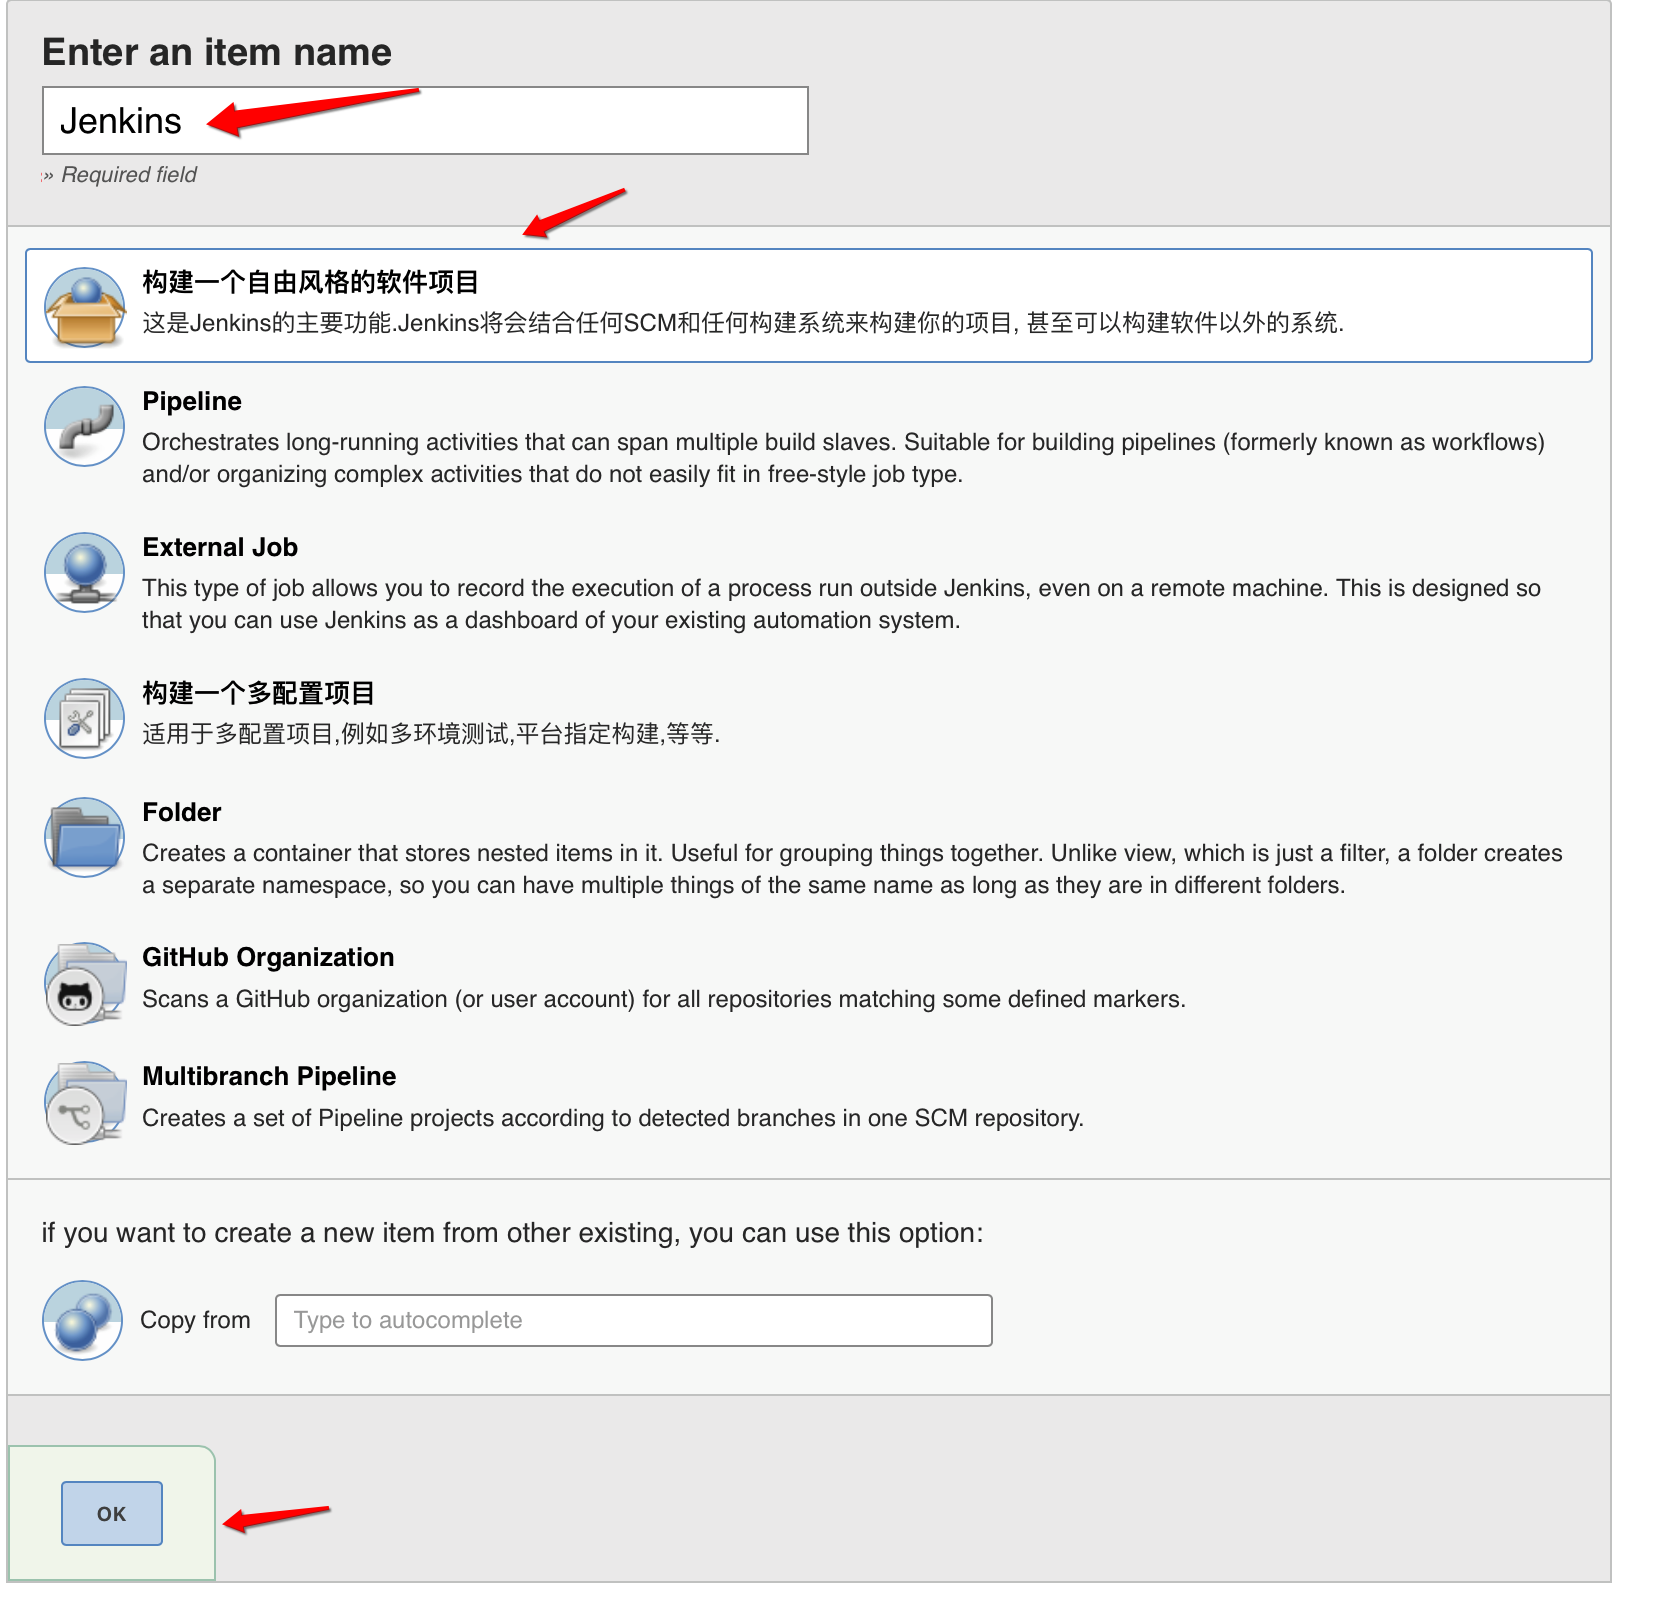 Enter an item name
Jenkins
» Required field
构建一个自由风格的软件项目
这是Jenkins的主要功能.Jenkins将会结合任何SCM和任何构建系统来构建你的项目, 甚至可以构建软件以外的系统.
Pipeline
Orchestrates long-running activities that can span multiple build slaves. Suitable for building pipelines (formerly known as workflows)
and/or organizing complex activities that do not easily fit in free-style job type.
External Job
This type of job allows you to record the execution of a process run outside Jenkins, even on a remote machine. This is designed so
that you can use Jenkins as a dashboard of your existing automation system.
构建一个多配置项目
适用于多配置项目,例如多环境测试,平台指定构建,等等.
Folder
Creates a container that stores nested items in it. Useful for grouping things together. Unlike view, which is just a filter, a folder creates
a separate namespace, so you can have multiple things of the same name as long as they are in different folders.
GitHub Organization
Scans a GitHub organization (or user account) for all repositories matching some defined markers.
Multibranch Pipeline
Creates a set of Pipeline projects according to detected branches in one SCM repository.
if you want to create a new item from other existing, you can use this option:
Copy from
Type to autocomplete
OK